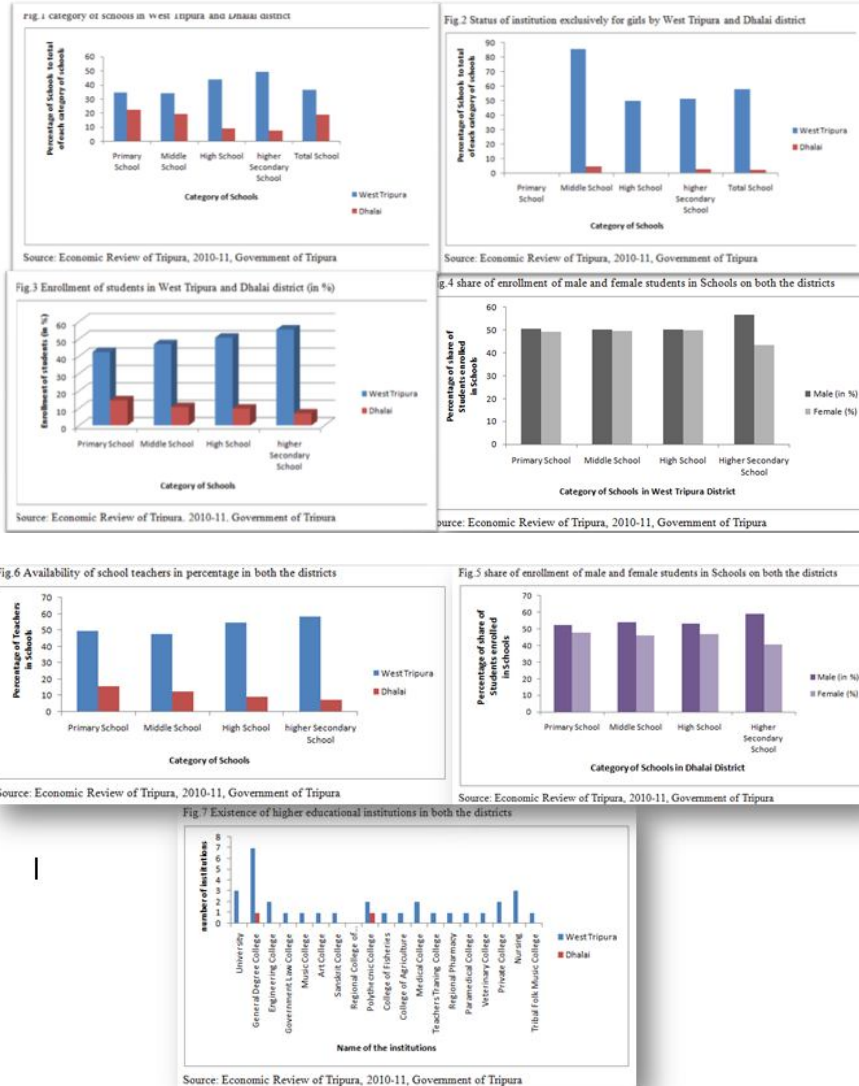 Fig.1 category of schools in West Tripura and Dhalai district
Percentage of Schools to total
of each category of schools
60
50
40
30
20
10
0
Primary School
Middle School
High School
higher Secondary School
Total School
Category of Schools
West Tripura
Dhalai
Source: Economic Review of Tripura, 2010-11, Government of Tripura
Fig.2 Status of institution exclusively for girls by West Tripura and Dhalai district
Percentage of Schools to total
of each category of schools
90
80
70
60
50
40
30
20
10
0
Primary School
Middle School
High School
higher Secondary School
Total School
Category of Schools
West Tripura
Dhalai
Source: Economic Review of Tripura, 2010-11, Government of Tripura
Fig.3 Enrollment of students in West Tripura and Dhalai district (in %)
Enrollment of students (in %)
60
50
40
30
20
10
0
Primary School
Middle School
High School
higher Secondary School
Category of Schools
West Tripura
Dhalai
Source: Economic Review of Tripura, 2010-11, Government of Tripura
ig.4 share of enrollment of male and female students in Schools on both the districts
Percentage of share of
Students enrolled
in Schools
60
50
40
30
20
10
0
Primary School
Middle School
High School
Higher Secondary School
Category of Schools in West Tripura District
Male (in %)
Female (%)
ource: Economic Review of Tripura, 2010-11, Government of Tripura
Fig.6 Availability of school teachers in percentage in both the districts
Percentage of Teachers
in Schools
70
60
50
40
30
20
10
0
Primary School
Middle School
High School
higher Secondary School
Category of Schools
West Tripura
Dhalai
Source: Economic Review of Tripura, 2010-11, Government of Tripura
Fig.5 share of enrollment of male and female students in Schools on both the districts
Percentage of share of
Students enrolled
in Schools
70
60
50
40
30
20
10
0
Primary School
Middle School
High School
Higher Secondary School
Category of Schools in Dhalai District
Male (in %)
Female (%)
Source: Economic Review of Tripura, 2010-11, Government of Tripura
Fig.7 Existence of higher educational institutions in both the districts
number of institutions
8
7
6
5
4
3
2
1
0
University
General Degree College
Engineering College
Government Law College
Music College
Art College
Sanskrit College
Regional College of...
Polythecnic College
College of Fisheries
College of Agriculture
Medical College
Teachers Traning College
Regional Pharmacy
Paramedical College
Veterinary College
Private College
Nursing
Tribal Folk Music College
Name of the institutions
West Tripura
Dhalai
Source: Economic Review of Tripura, 2010-11, Government of Tripura